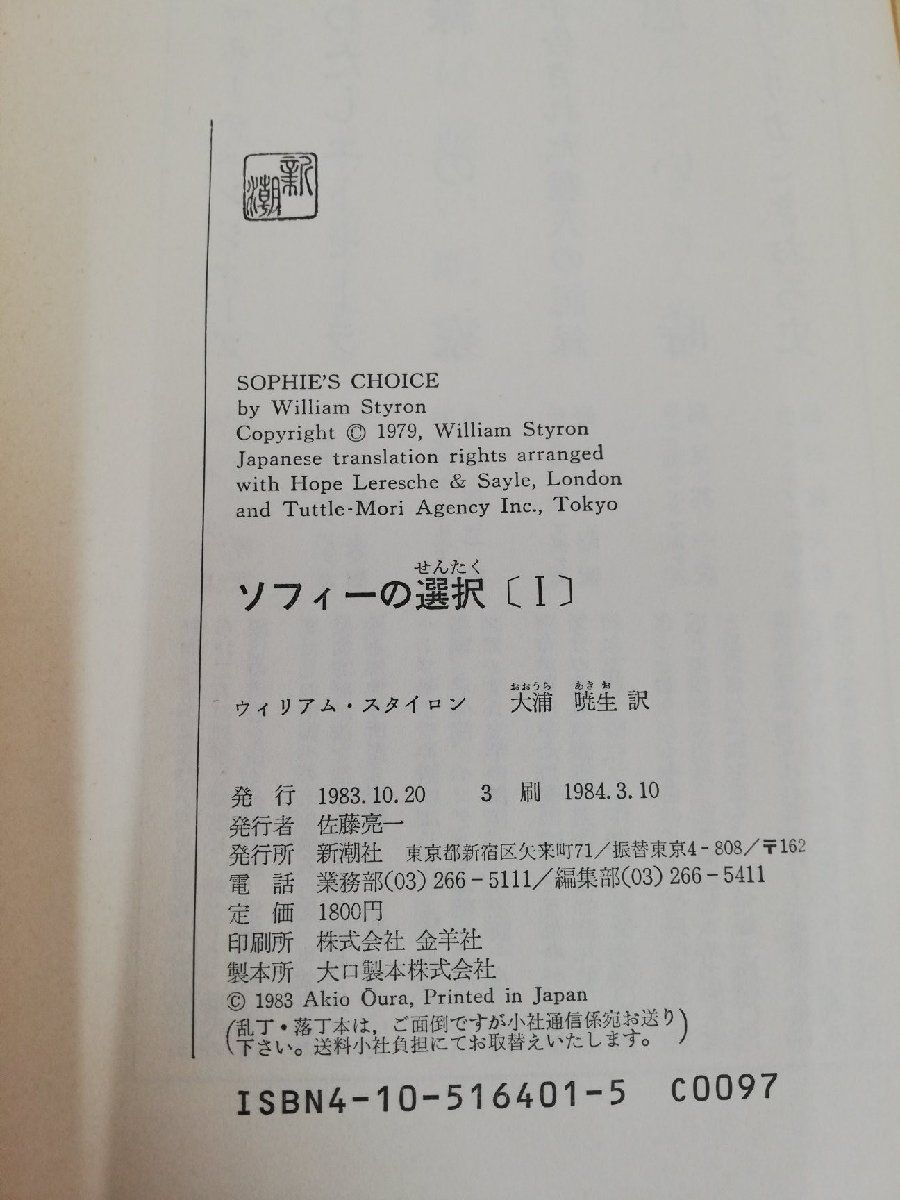 新潮
SOPHIE'S CHOICE
by William Styron
Copyright © 1979, William Styron
Japanese translation rights arranged
with Hope Leresche & Sayle, London
and Tuttle-Mori Agency Inc., Tokyo
せんたく
ソフィーの選択〔Ⅰ〕
おおうら あきお
ウィリアム・スタイロン 大浦 暁生 訳
発行 1983.10.20 3刷 1984.3.10
発行者 佐藤亮一
発行所 新潮社 東京都新宿区矢来町71/振替東京4-808/〒162
電話 業務部(03)266-5111/編集部(03)266-5411
定価 1800円
印刷所 株式会社 金羊社
製本所 大口製本株式会社
© 1983 Akio Ōura, Printed in Japan
(乱丁・落丁本は，ご面倒ですが小社通信係宛お送り
下さい。送料小社負担にてお取替えいたします。)
ISBN4-10-516401-5 C0097